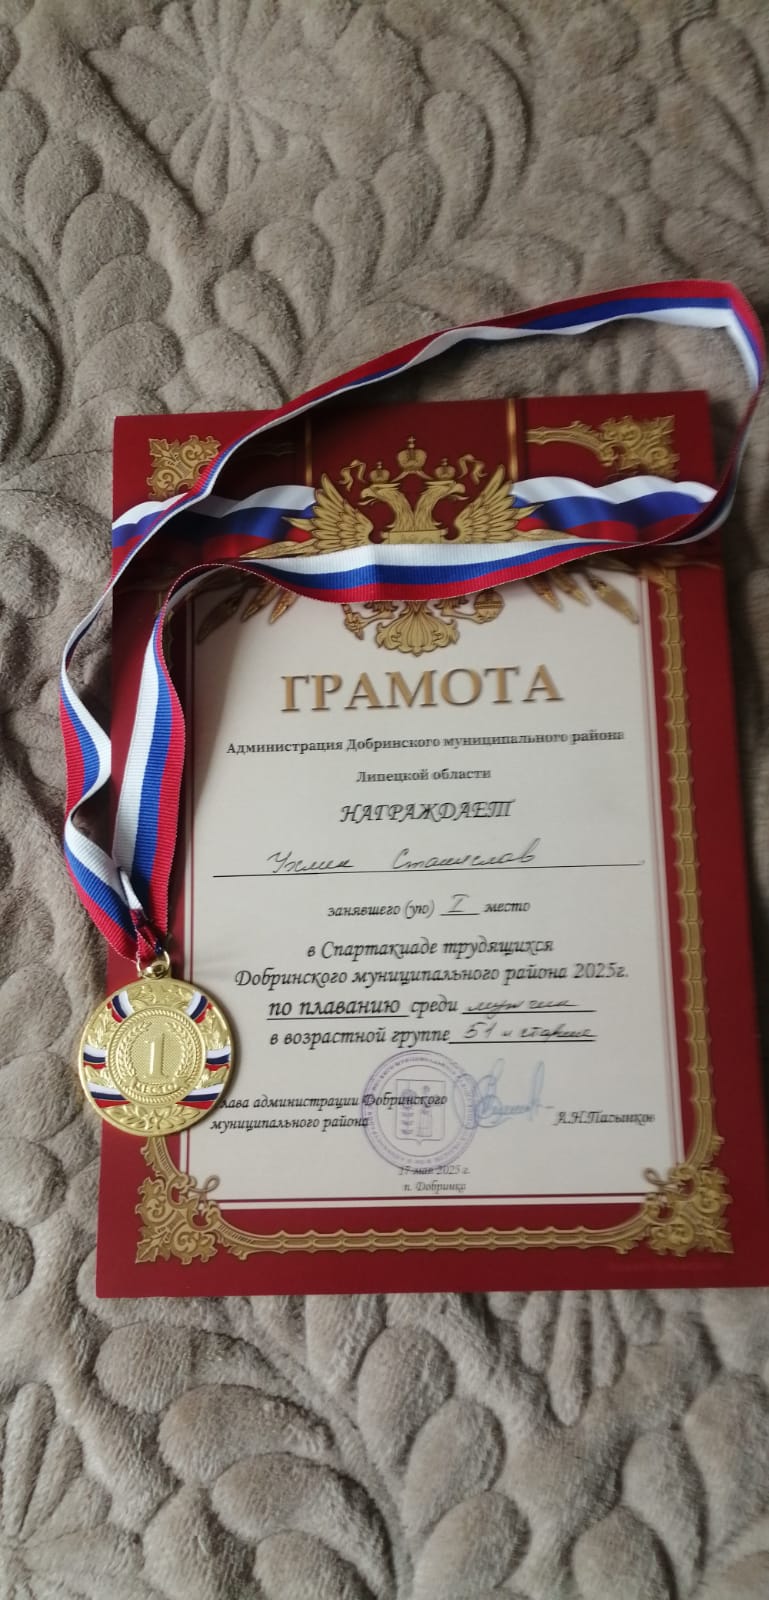 ГРАМОТА
Администрация Добринского муниципального района
Липецкой области
НАГРАЖДАЕТ
Станислав
занявшего (ую) I место
в Спартакиаде трудящихся
Добринского муниципального района 2025г.
по плаванию среди мужчин
в возрастной группе 51 и старше
Глава администрации Добринского
муниципального района А.Н.Пасынков
17 мая 2025 г.
п. Добринка
1
МЕСТО